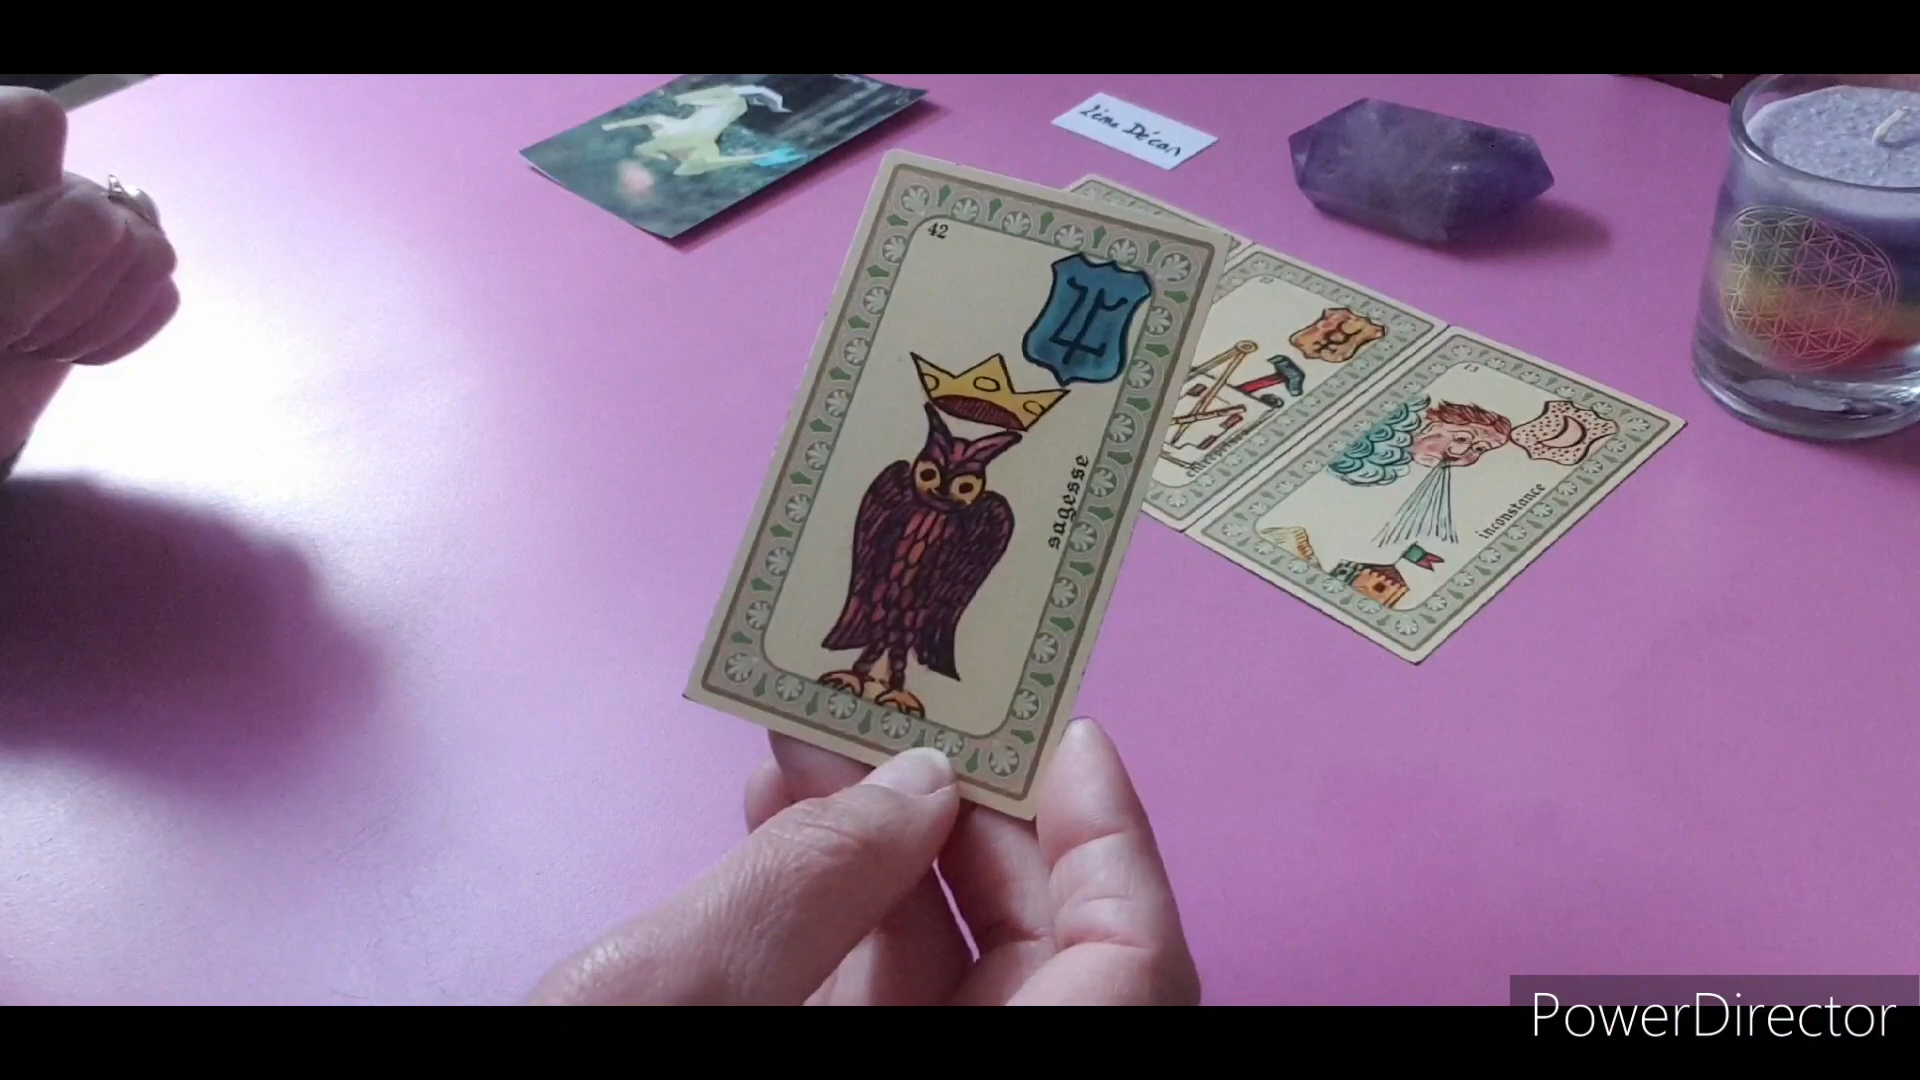 2ème Décan
42
sagesse
13
inconstance
PowerDirector